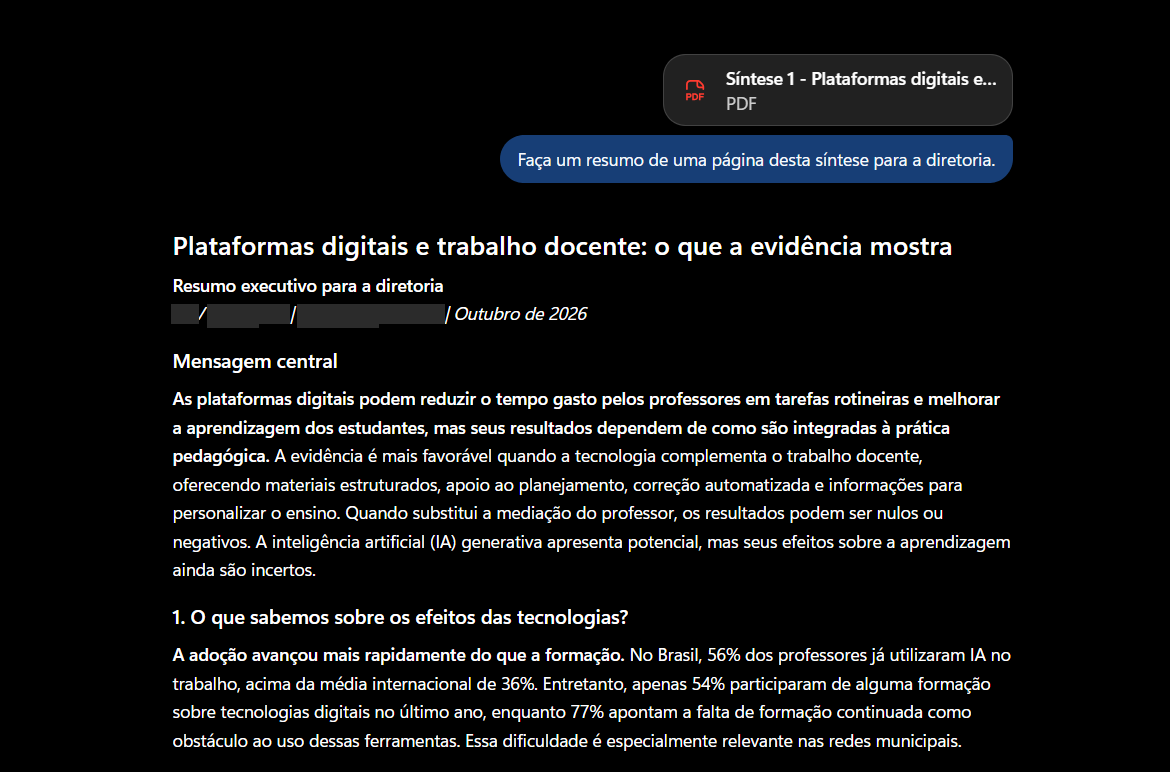 Síntese 1 - Plataformas digitais e...
PDF
PDF
Faça um resumo de uma página desta síntese para a diretoria.
Plataformas digitais e trabalho docente: o que a evidência mostra
Resumo executivo para a diretoria
/ | | Outubro de 2026
Mensagem central
As plataformas digitais podem reduzir o tempo gasto pelos professores em tarefas rotineiras e melhorar
a aprendizagem dos estudantes, mas seus resultados dependem de como são integradas à prática
pedagógica. A evidência é mais favorável quando a tecnologia complementa o trabalho docente,
oferecendo materiais estruturados, apoio ao planejamento, correção automatizada e informações para
personalizar o ensino. Quando substitui a mediação do professor, os resultados podem ser nulos ou
negativos. A inteligência artificial (IA) generativa apresenta potencial, mas seus efeitos sobre a aprendizagem
ainda são incertos.
1. O que sabemos sobre os efeitos das tecnologias?
A adoção avançou mais rapidamente do que a formação. No Brasil, 56% dos professores já utilizaram IA no
trabalho, acima da média internacional de 36%. Entretanto, apenas 54% participaram de alguma formação
sobre tecnologias digitais no último ano, enquanto 77% apontam a falta de formação continuada como
obstáculo ao uso dessas ferramentas. Essa dificuldade é especialmente relevante nas redes municipais.